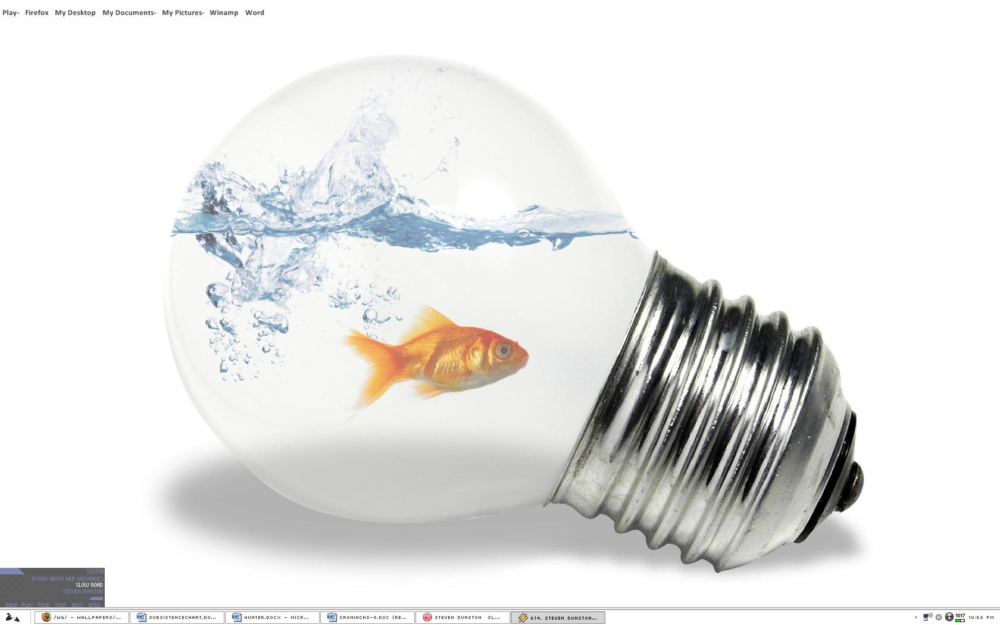 Play- Firefox My Desktop My Documents- My Pictures- Winamp Word
HYMNS ABOUT HER (ADVANCE)
SLOW ROAD
STEVEN DUNSTON
BACK PLAY POSE STOP NEXT OPEN
/WG/ - WALLPAPERS/... SUBSISTENCECHART.DO... HUNTER.DOCX - MICR... CRONINCH3-8.DOC (RE... STEVEN DUNSTON SL... 614. STEVEN DUNSTON... 1017 10:58 PM